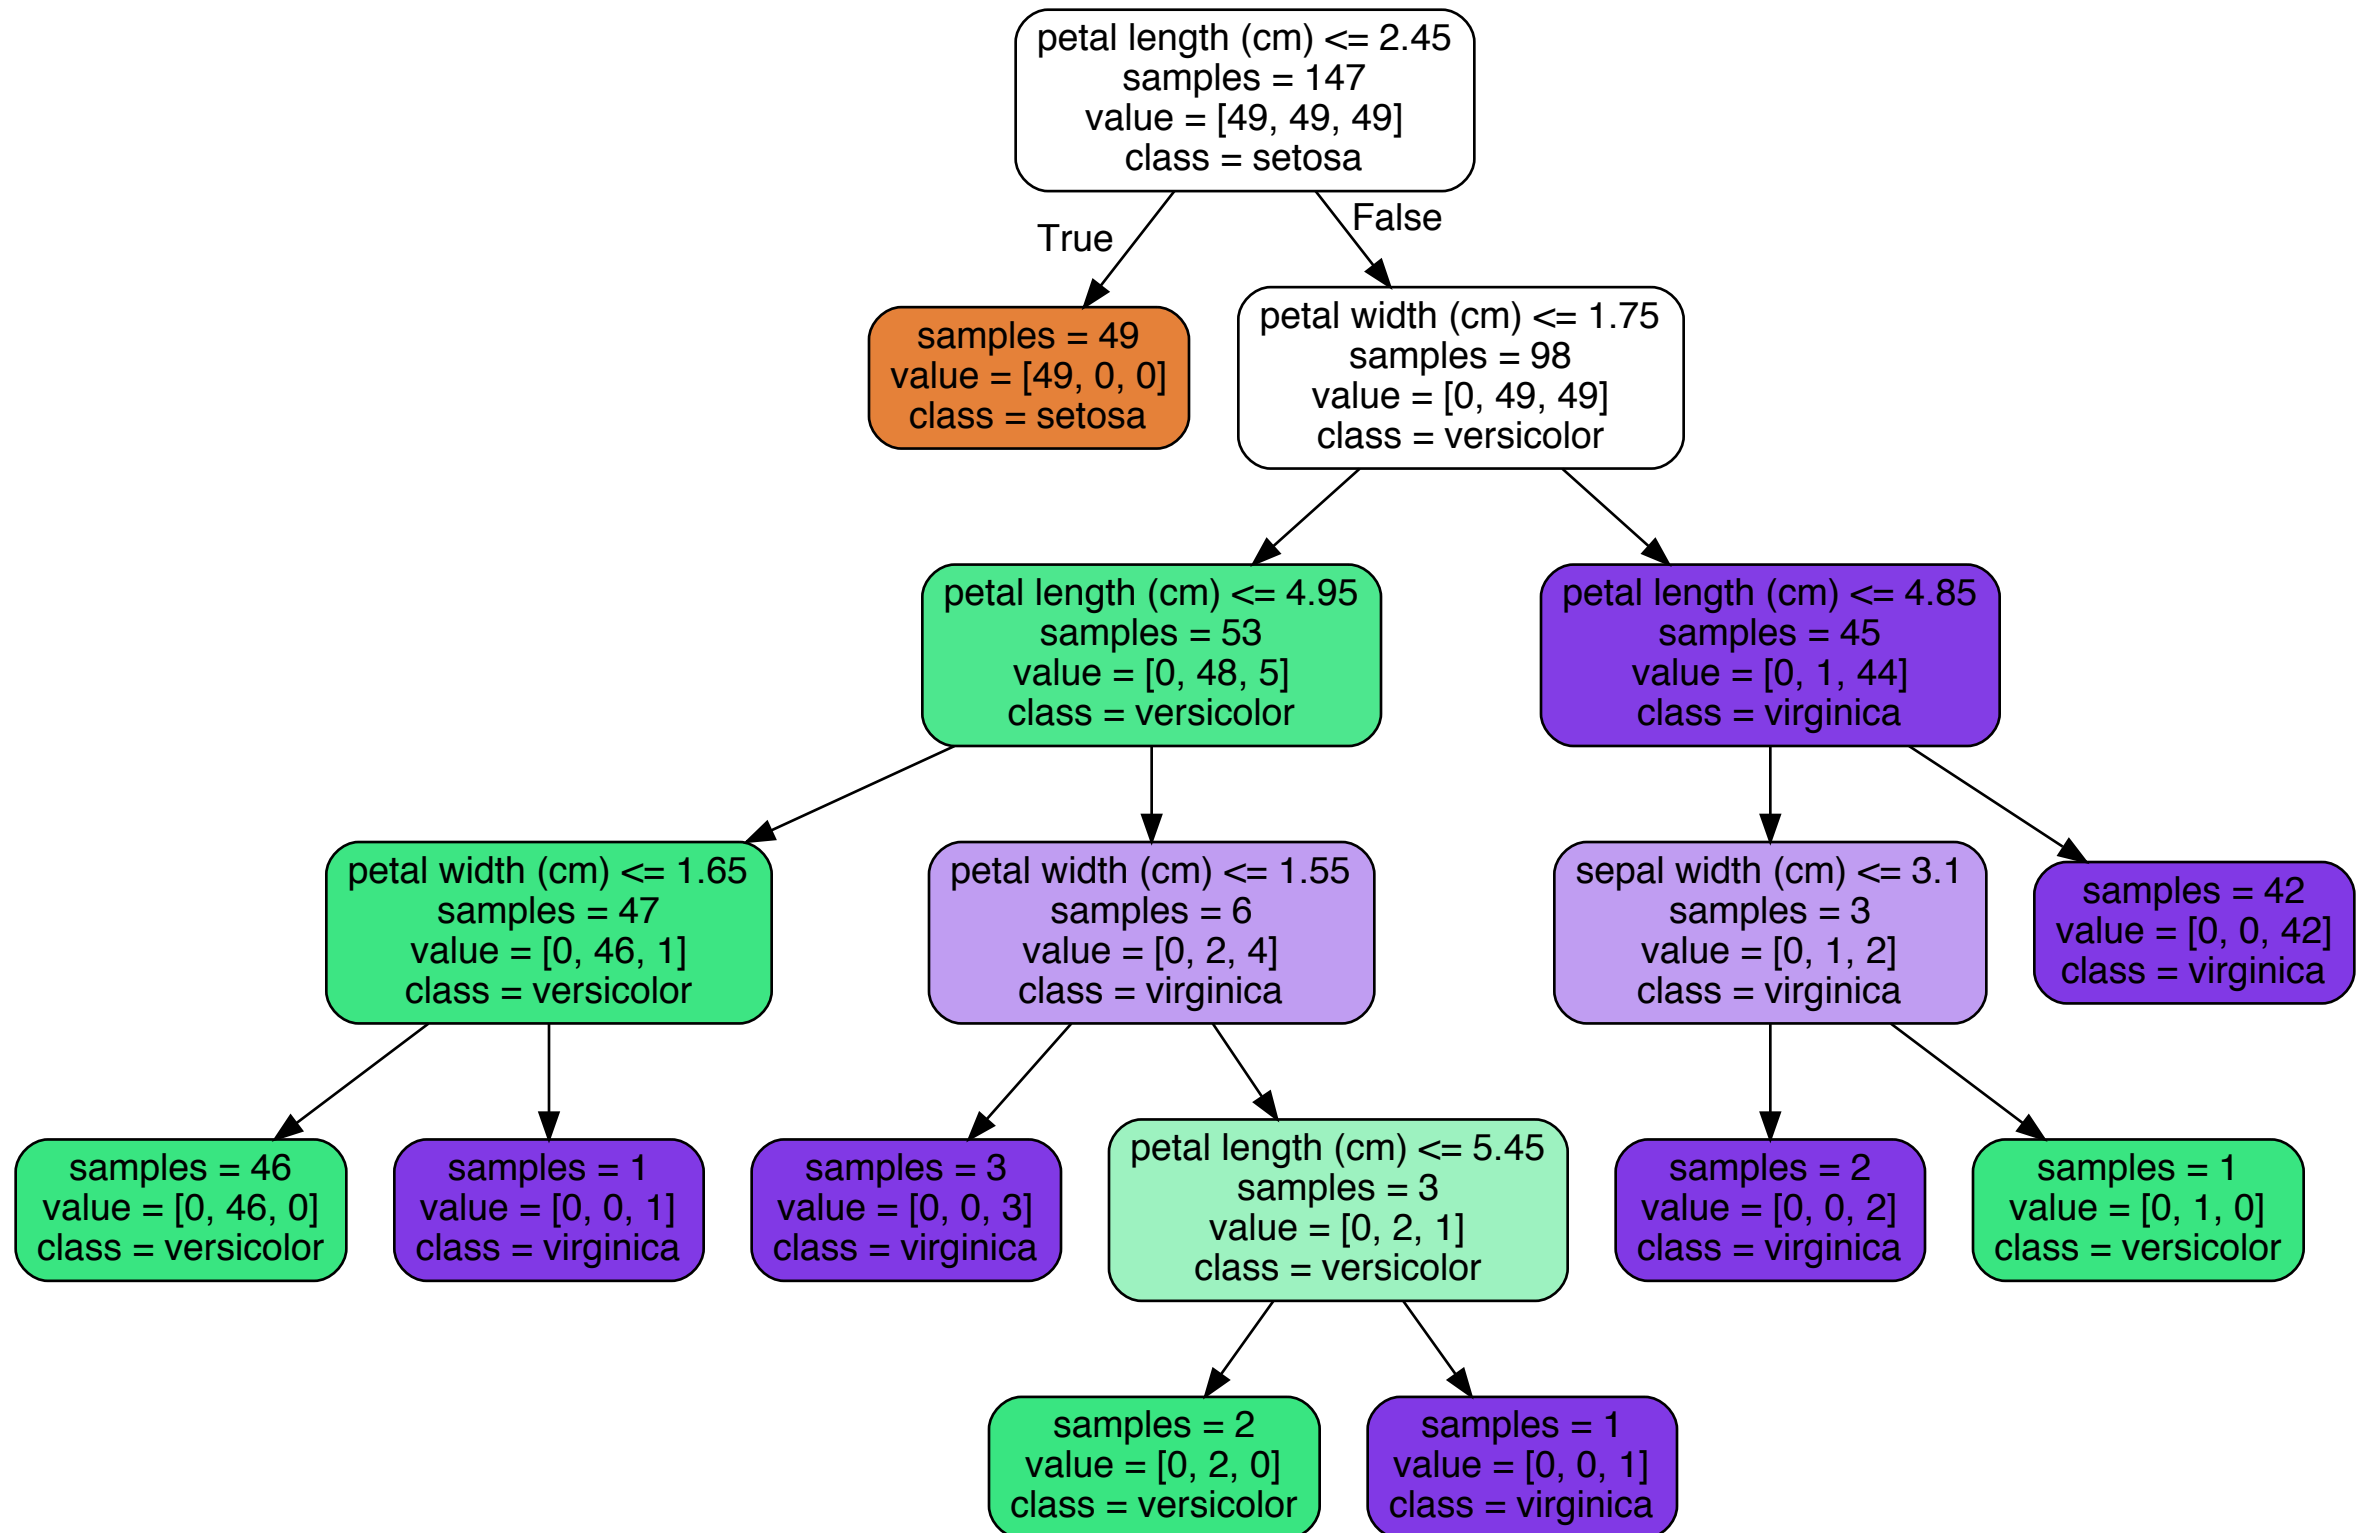 petal length (cm) <= 2.45
samples = 147
value = [49, 49, 49]
class = setosa
True
False
samples = 49
value = [49, 0, 0]
class = setosa
petal width (cm) <= 1.75
samples = 98
value = [0, 49, 49]
class = versicolor
petal length (cm) <= 4.95
samples = 53
value = [0, 48, 5]
class = versicolor
petal length (cm) <= 4.85
samples = 45
value = [0, 1, 44]
class = virginica
petal width (cm) <= 1.65
samples = 47
value = [0, 46, 1]
class = versicolor
petal width (cm) <= 1.55
samples = 6
value = [0, 2, 4]
class = virginica
sepal width (cm) <= 3.1
samples = 3
value = [0, 1, 2]
class = virginica
samples = 42
value = [0, 0, 42]
class = virginica
samples = 46
value = [0, 46, 0]
class = versicolor
samples = 1
value = [0, 0, 1]
class = virginica
samples = 3
value = [0, 0, 3]
class = virginica
petal length (cm) <= 5.45
samples = 3
value = [0, 2, 1]
class = versicolor
samples = 2
value = [0, 0, 2]
class = virginica
samples = 1
value = [0, 1, 0]
class = versicolor
samples = 2
value = [0, 2, 0]
class = versicolor
samples = 1
value = [0, 0, 1]
class = virginica